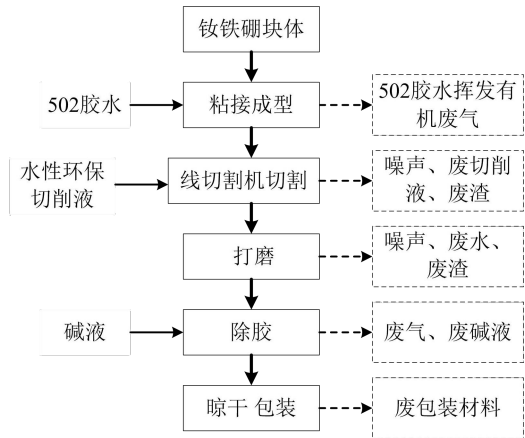 钕铁硼块体
502胶水
粘接成型
502胶水挥发有
机废气
水性环保
切削液
线切割机切割
噪声、废切削
液、废渣
打磨
噪声、废水、
废渣
碱液
除胶
废气、废碱液
晾干 包装
废包装材料